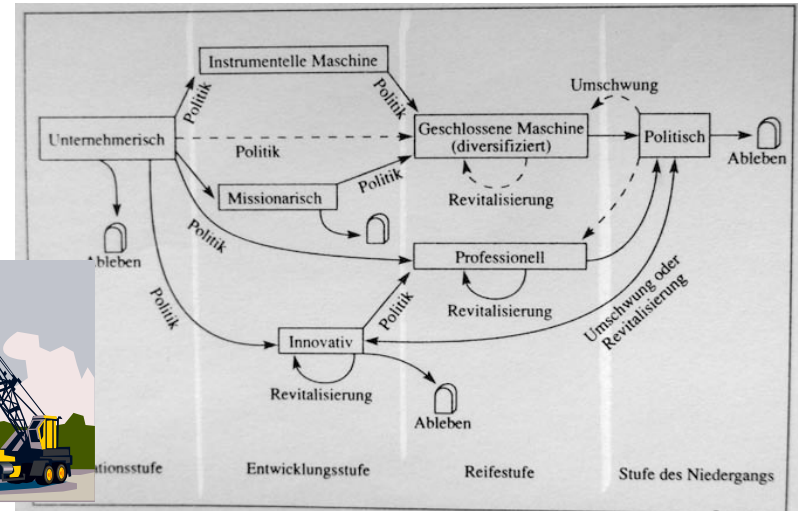 Instrumentelle Maschine
Politik
Politik
Umschwung
Unternehmerisch
Politik
Geschlossene Maschine
(diversifiziert)
Politisch
Ableben
Missionarisch
Politik
Revitalisierung
Politik
Professionell
Revitalisierung
Umschwung oder
Revitalisierung
Politik
Politik
Innovativ
Revitalisierung
Ableben
Entwicklungsstufe
Reifestufe
Stufe des Niedergangs